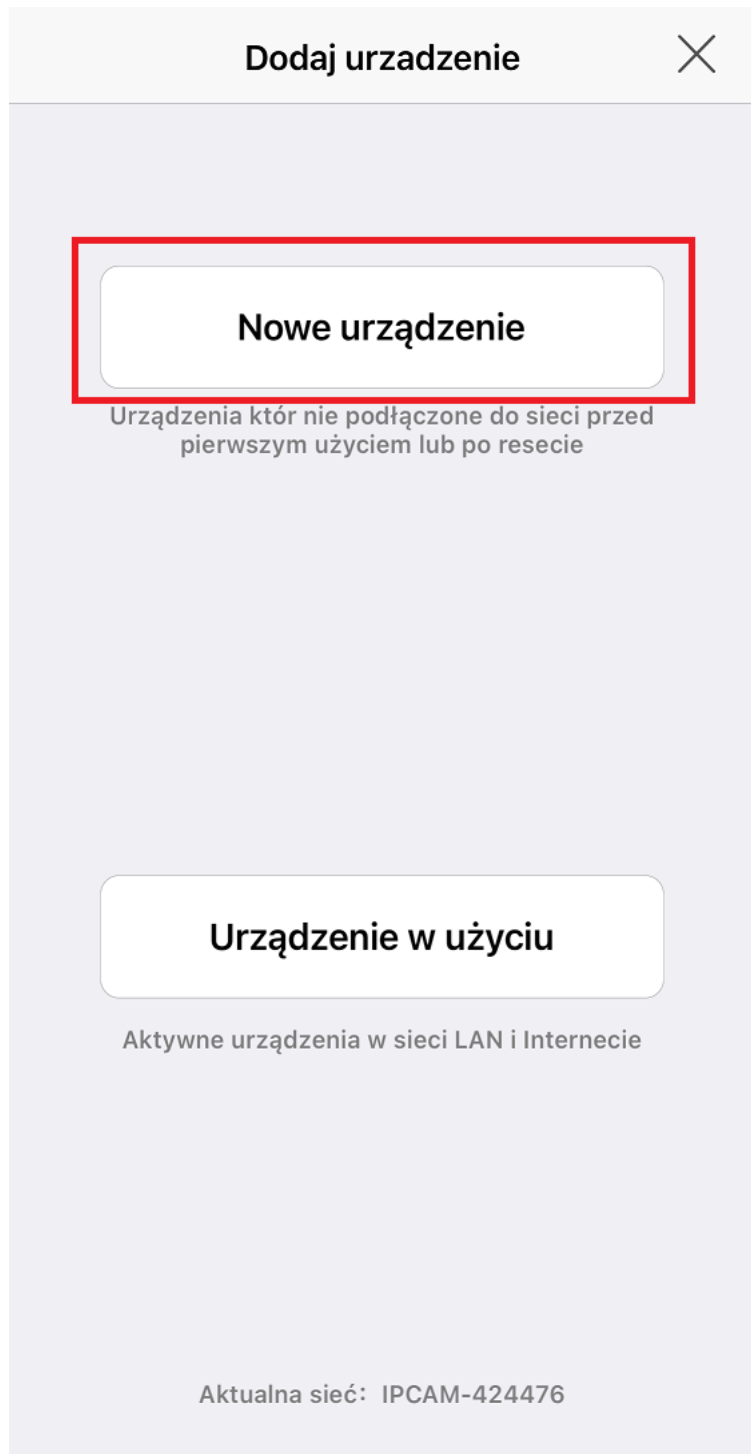 Dodaj urzadzenie
Nowe urządzenie
Urządzenia któr nie podłączone do sieci przed
pierwszym użyciem lub po resecie
Urządzenie w użyciu
Aktywne urządzenia w sieci LAN i Internecie
Aktualna sieć: IPCAM-424476